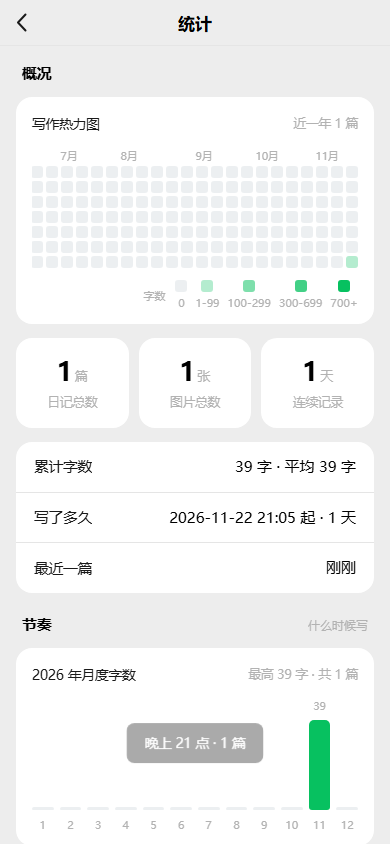 统计
概况
写作热力图 近一年 1 篇
7月 8月 9月 10月 11月
字数 0 1-99 100-299 300-699 700+
1 篇 1 张 1 天
日记总数 图片总数 连续记录
累计字数 39 字 · 平均 39 字
写了多久 2026-11-22 21:05 起 · 1 天
最近一篇 刚刚
节奏 什么时候写
2026 年月度字数 最高 39 字 · 共 1 篇
39
晚上 21 点 · 1 篇
1 2 3 4 5 6 7 8 9 10 11 12